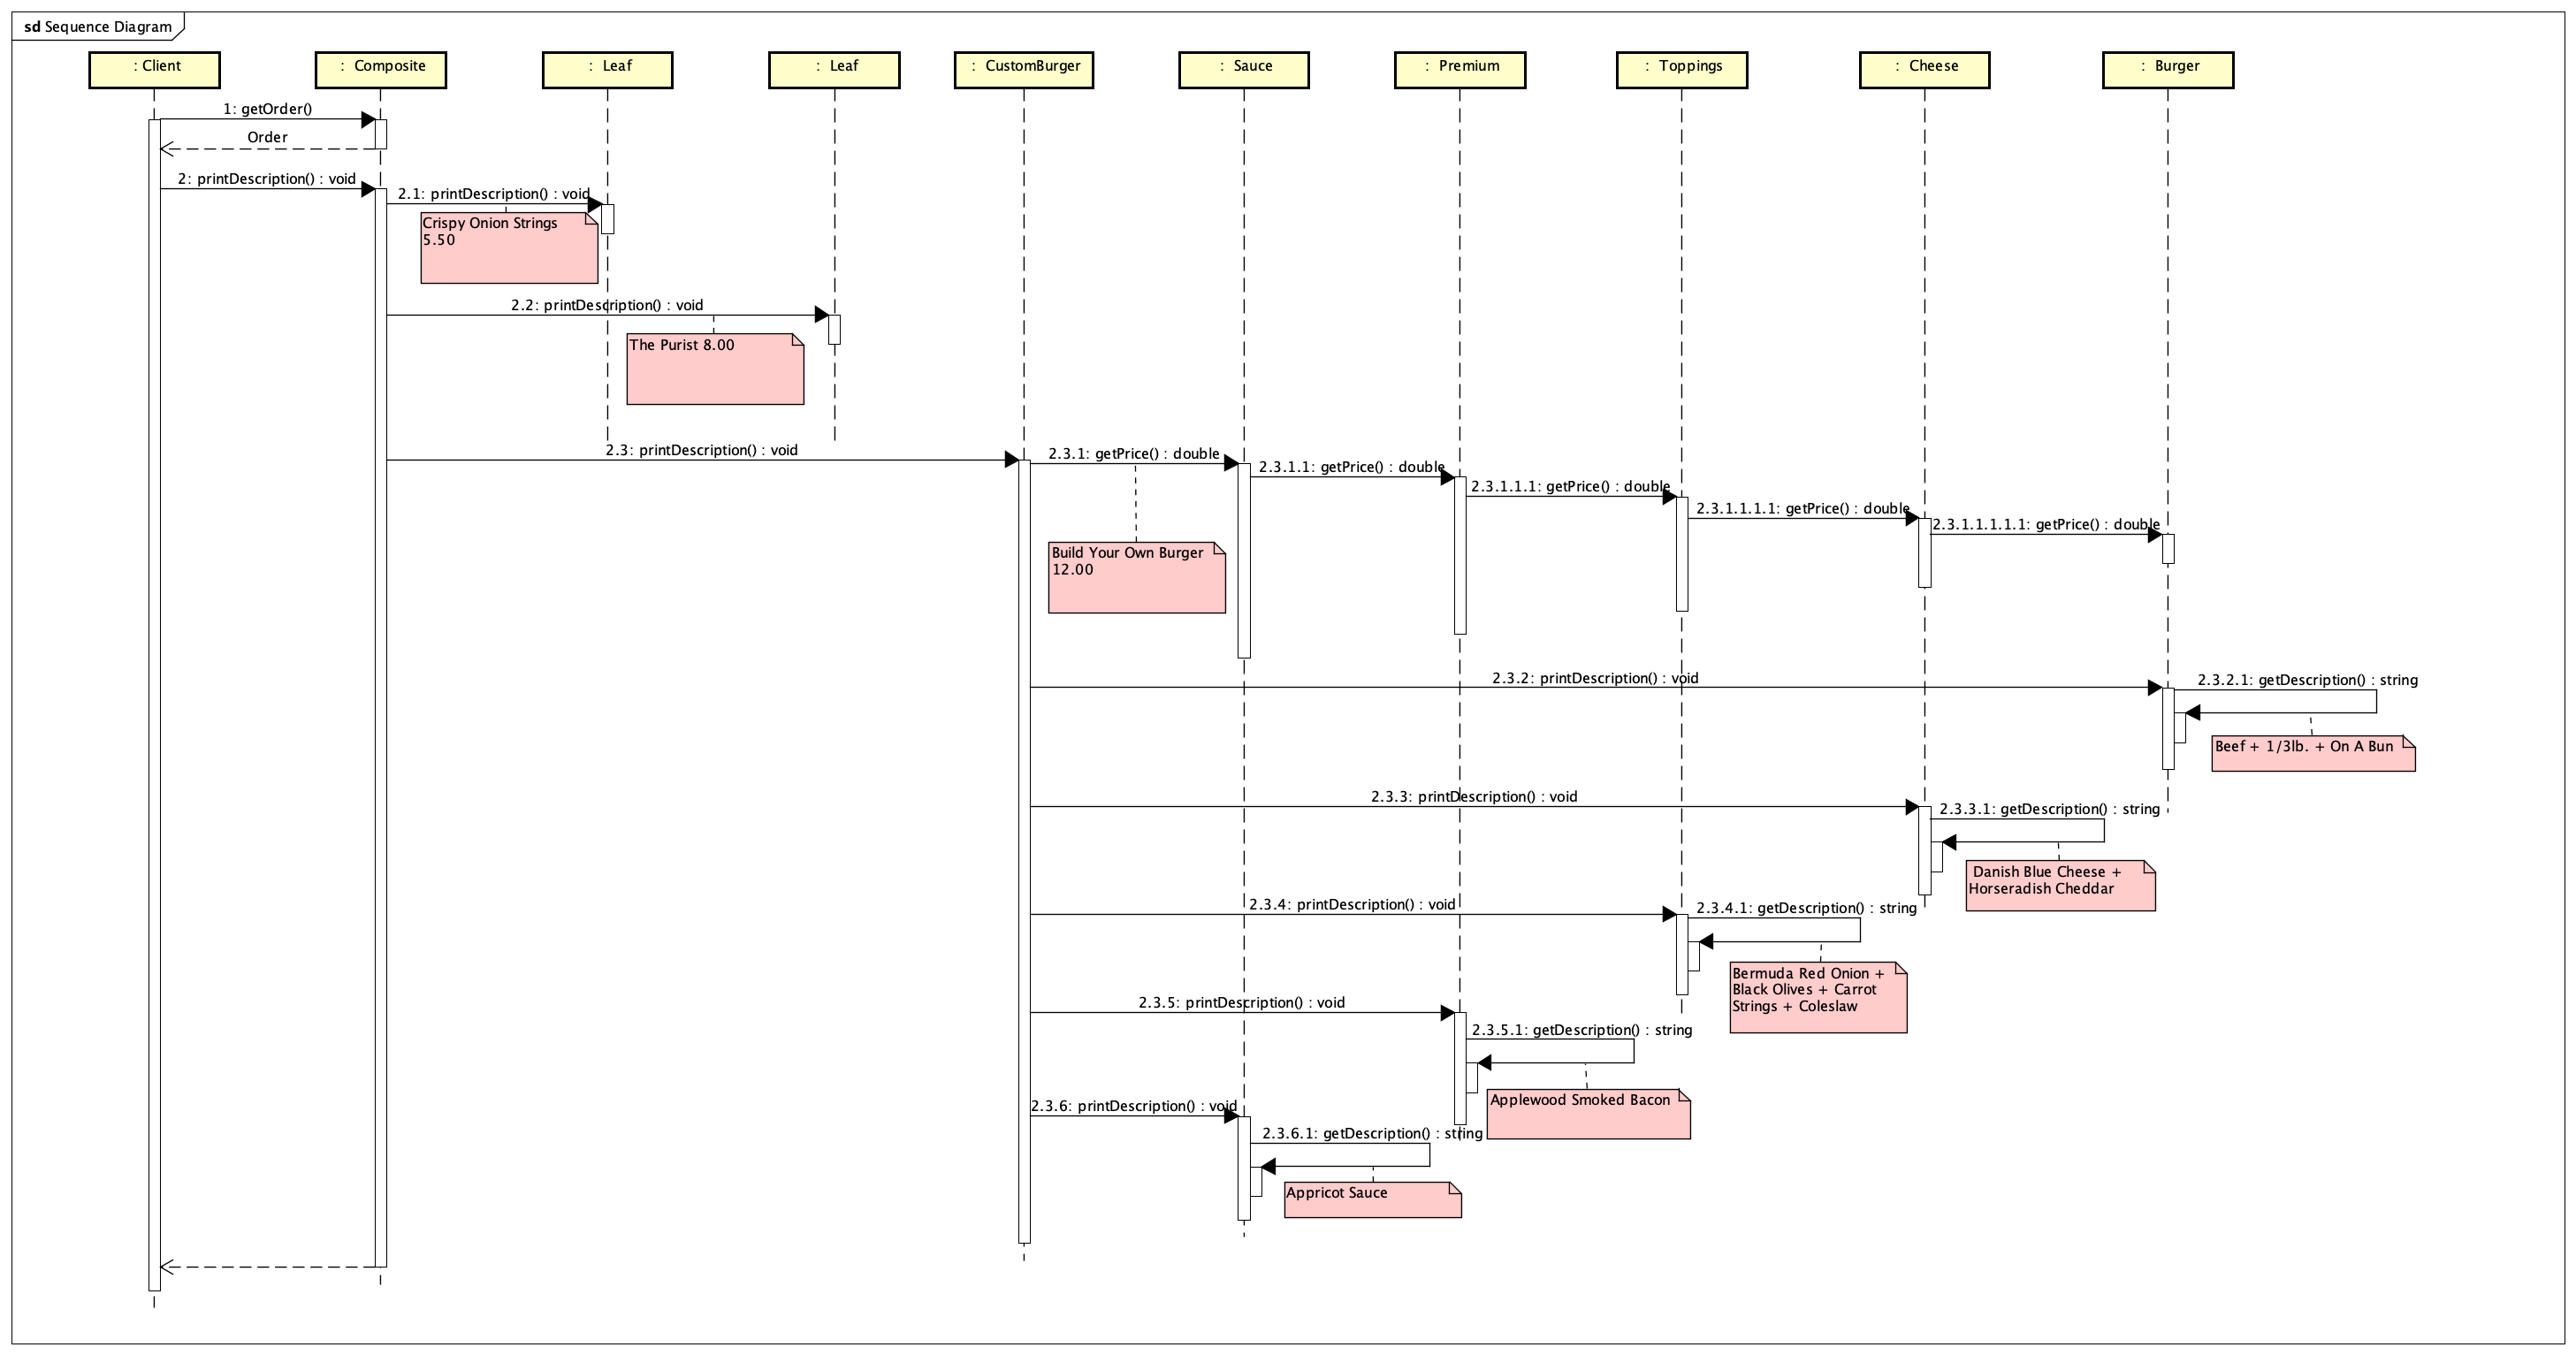 sd Sequence Diagram
: Client
: Composite
: Leaf
: Leaf
: CustomBurger
: Sauce
: Premium
: Toppings
: Cheese
: Burger
1: getOrder()
Order
2: printDescription() : void
2.1: printDescription() : void
Crispy Onion Strings
5.50
2.2: printDescription() : void
The Purist 8.00
2.3: printDescription() : void
2.3.1: getPrice() : double
2.3.1.1: getPrice() : double
2.3.1.1.1: getPrice() : double
2.3.1.1.1.1: getPrice() : double
2.3.1.1.1.1.1: getPrice() : double
Build Your Own Burger
12.00
2.3.2: printDescription() : void
2.3.2.1: getDescription() : string
Beef + 1/3lb. + On A Bun
2.3.3: printDescription() : void
2.3.3.1: getDescription() : string
Danish Blue Cheese +
Horseradish Cheddar
2.3.4: printDescription() : void
2.3.4.1: getDescription() : string
Bermuda Red Onion +
Black Olives + Carrot
Strings + Coleslaw
2.3.5: printDescription() : void
2.3.5.1: getDescription() : string
Applewood Smoked Bacon
2.3.6: printDescription() : void
2.3.6.1: getDescription() : string
Appricot Sauce